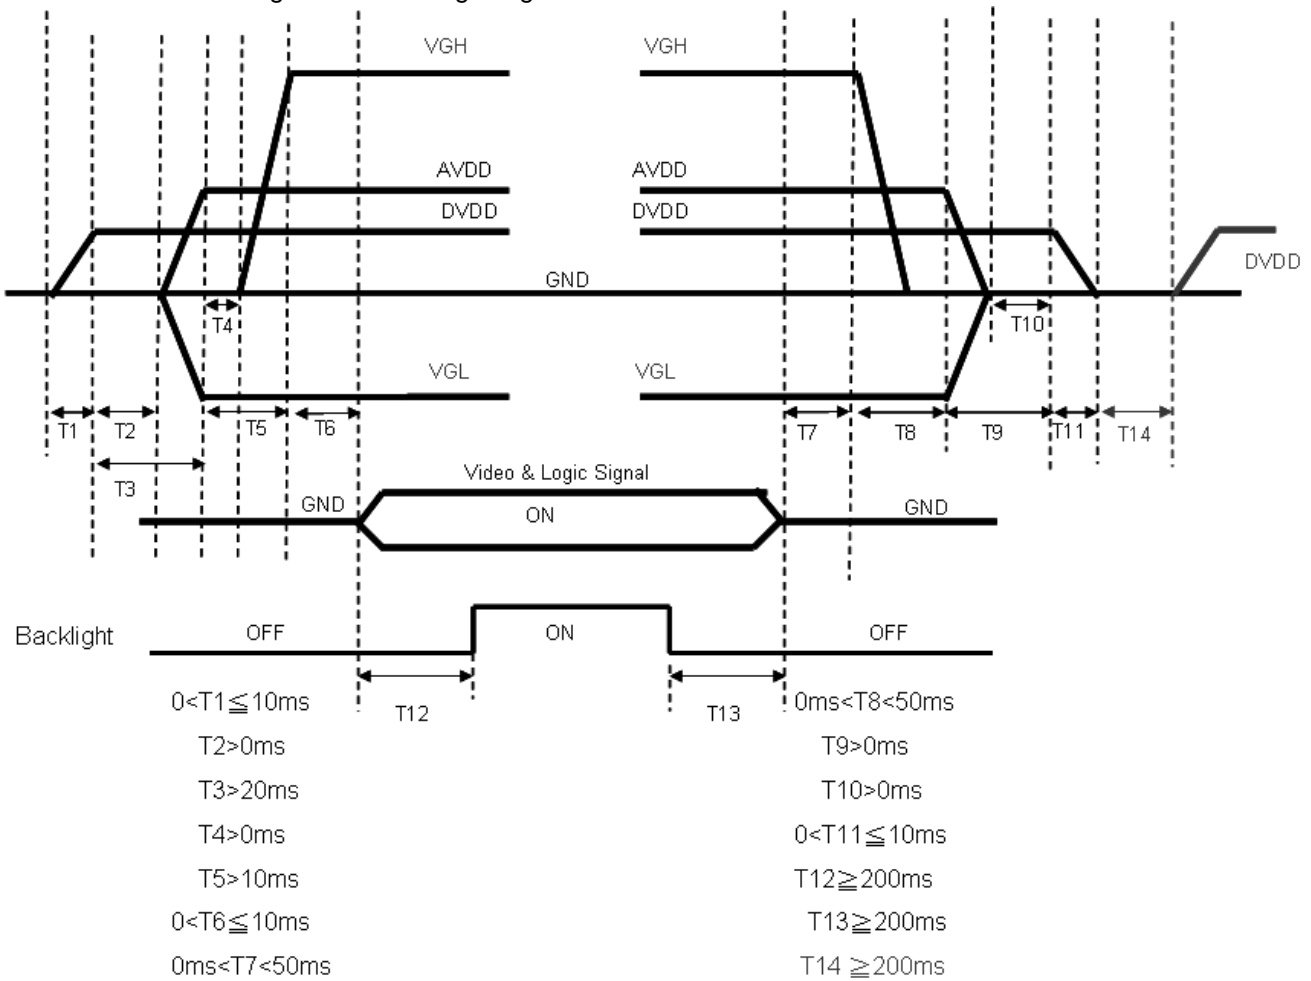 VGH VGH
AVDD AVDD
DVDD DVDD
DVDD
GND
T4 T10
VGL VGL
T1 T2 T5 T6 T7 T8 T9 T11 T14
T3
Video & Logic Signal
GND ON GND
Backlight OFF ON OFF
T12 T13
0<T1≦10ms 0ms<T8<50ms
T2>0ms T9>0ms
T3>20ms T10>0ms
T4>0ms 0<T11≦10ms
T5>10ms T12≧200ms
0<T6≦10ms T13≧200ms
0ms<T7<50ms T14 ≧200ms